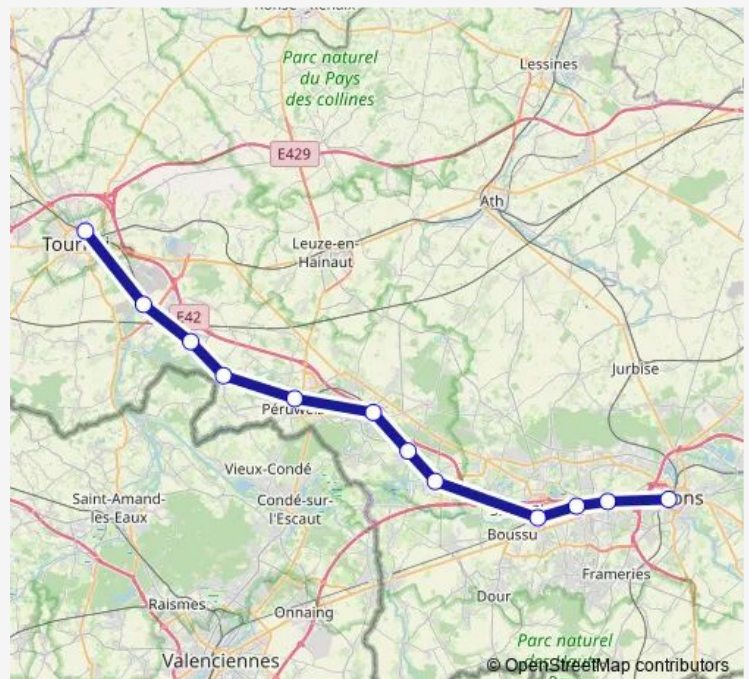 Parc naturel
du Pays
des collines
Lessines
E429
Ath
Leuze-en-
Hainaut
E42
Jurbise
Vieux-Condé
Saint-Amand-
les-Eaux
Condé-sur-
l'Escaut
Boussu
Frameries
Dour
Raismes
Onnaing
Valenciennes
Parc naturel
© OpenStreetMap contributors